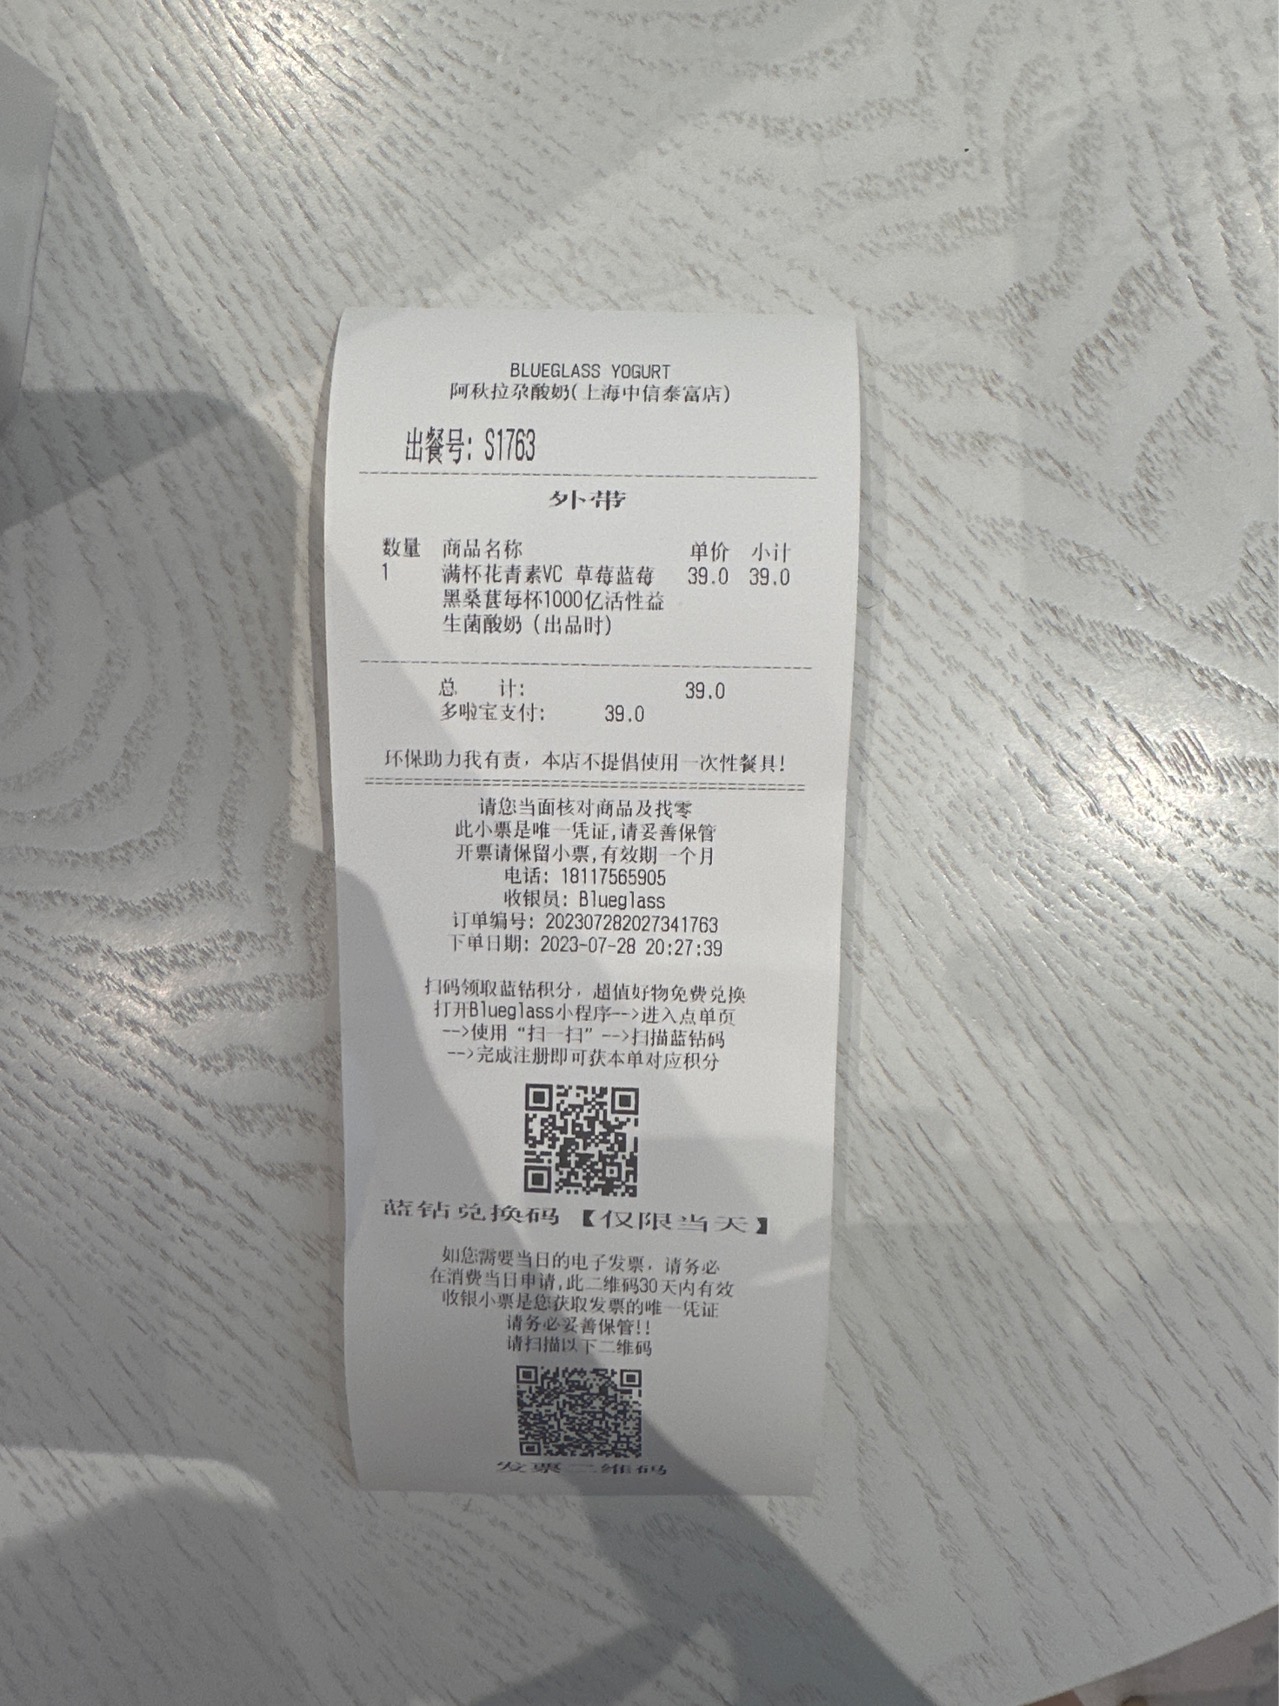 BLUEGLASS YOGURT
阿秋拉尕酸奶(上海中信泰富店)
出餐号: S1763
外带
数量 商品名称 单价 小计
1 满杯花青素VC 草莓蓝莓 39.0 39.0
黑桑葚每杯1000亿活性益
生菌酸奶（出品时）
总 计: 39.0
多啦宝支付: 39.0
环保助力我有责，本店不提倡使用一次性餐具!
请您当面核对商品及找零
此小票是唯一凭证,请妥善保管
开票请保留小票,有效期一个月
电话: 18117565905
收银员: Blueglass
订单编号: 202307282027341763
下单日期: 2023-07-28 20:27:39
扫码领取蓝钻积分，超值好物免费兑换
打开Blueglass小程序-->进入点单页
-->使用“扫一扫”-->扫描蓝钻码
-->完成注册即可获本单对应积分
蓝钻兑换码【仅限当天】
如您需要当日的电子发票，请务必
在消费当日申请,此二维码30天内有效
收银小票是您获取发票的唯一凭证
请务必妥善保管!!
请扫描以下二维码
发票二维码